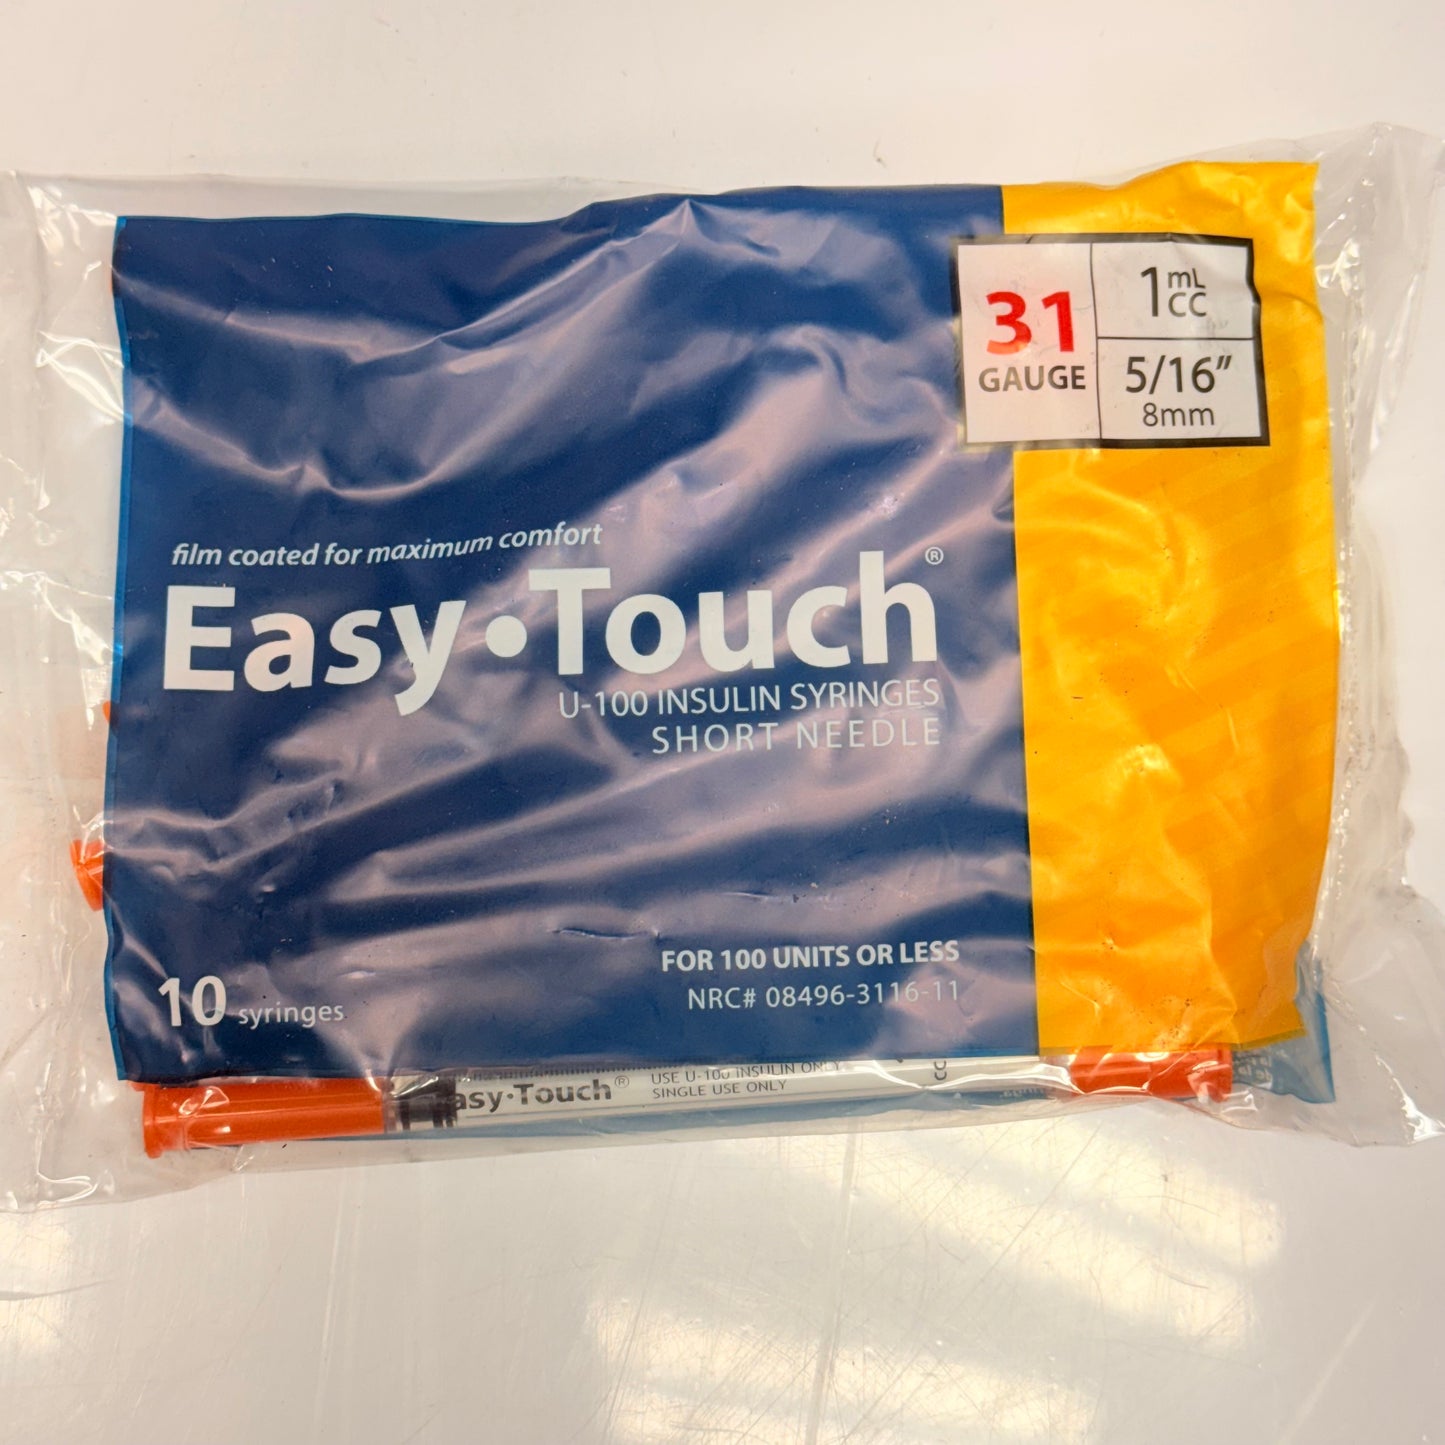 31
GAUGE
1 mL
CC
5/16”
8mm
film coated for maximum comfort
Easy•Touch®
U-100 INSULIN SYRINGES
SHORT NEEDLE
FOR 100 UNITS OR LESS
NRC# 08496-3116-11
10 syringes
asy•Touch®
USE U-100 INSULIN ONLY
SINGLE USE ONLY
CC